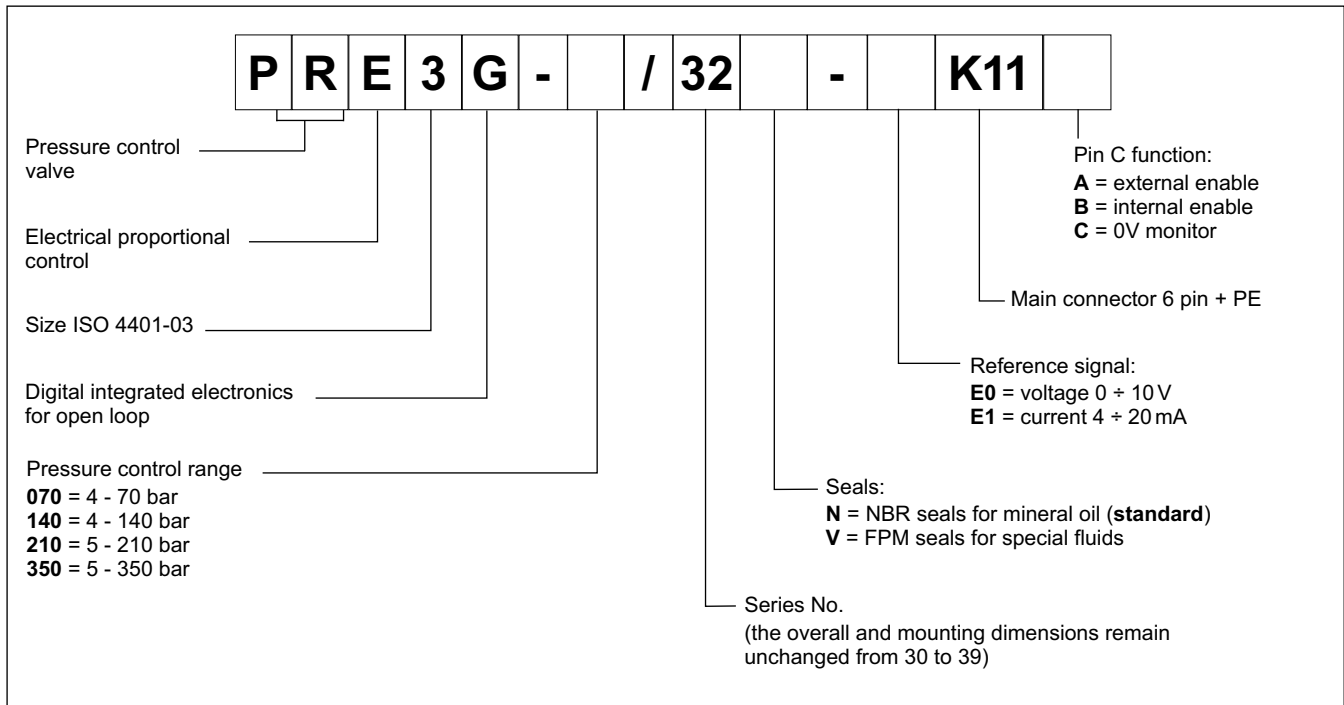 P R E 3 G - / 32 - K11
Pressure control
valve
Electrical proportional
control
Size ISO 4401-03
Digital integrated electronics
for open loop
Pressure control range
070 = 4 - 70 bar
140 = 4 - 140 bar
210 = 5 - 210 bar
350 = 5 - 350 bar
Pin C function:
A = external enable
B = internal enable
C = 0V monitor
Main connector 6 pin + PE
Reference signal:
E0 = voltage 0 ÷ 10 V
E1 = current 4 ÷ 20 mA
Seals:
N = NBR seals for mineral oil (standard)
V = FPM seals for special fluids
Series No.
(the overall and mounting dimensions remain
unchanged from 30 to 39)